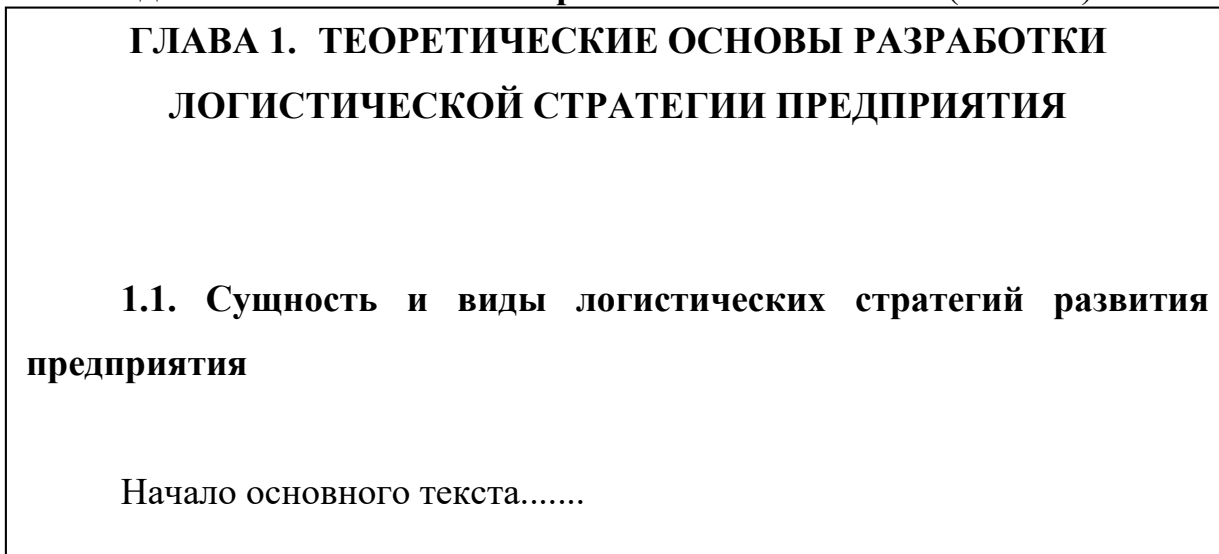 ГЛАВА 1. ТЕОРЕТИЧЕСКИЕ ОСНОВЫ РАЗРАБОТКИ
ЛОГИСТИЧЕСКОЙ СТРАТЕГИИ ПРЕДПРИЯТИЯ
1.1. Сущность и виды логистических стратегий развития
предприятия
Начало основного текста.......